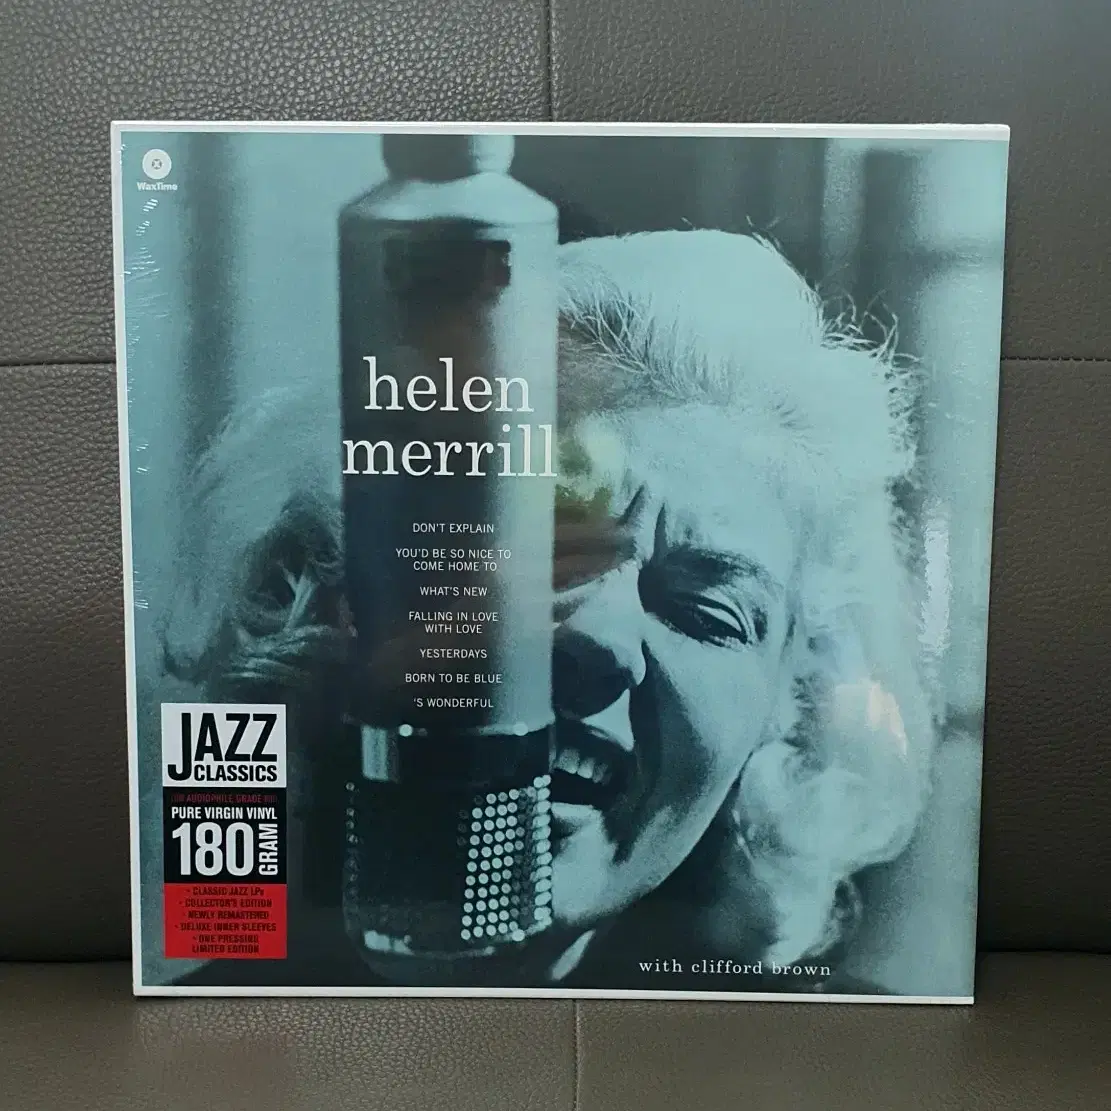 WaxTime
helen
merrill
DON'T EXPLAIN
YOU'D BE SO NICE TO
COME HOME TO
WHAT'S NEW
FALLING IN LOVE
WITH LOVE
YESTERDAYS
BORN TO BE BLUE
'S WONDERFUL
JAZZ
CLASSICS
AUDIOPHILE GRADE
PURE VIRGIN VINYL
180 GRAM
• CLASSIC JAZZ LPs
• COLLECTOR'S EDITION
• NEWLY REMASTERED
• DELUXE INNER SLEEVES
• ONE PRESSING
LIMITED EDITION
with clifford brown